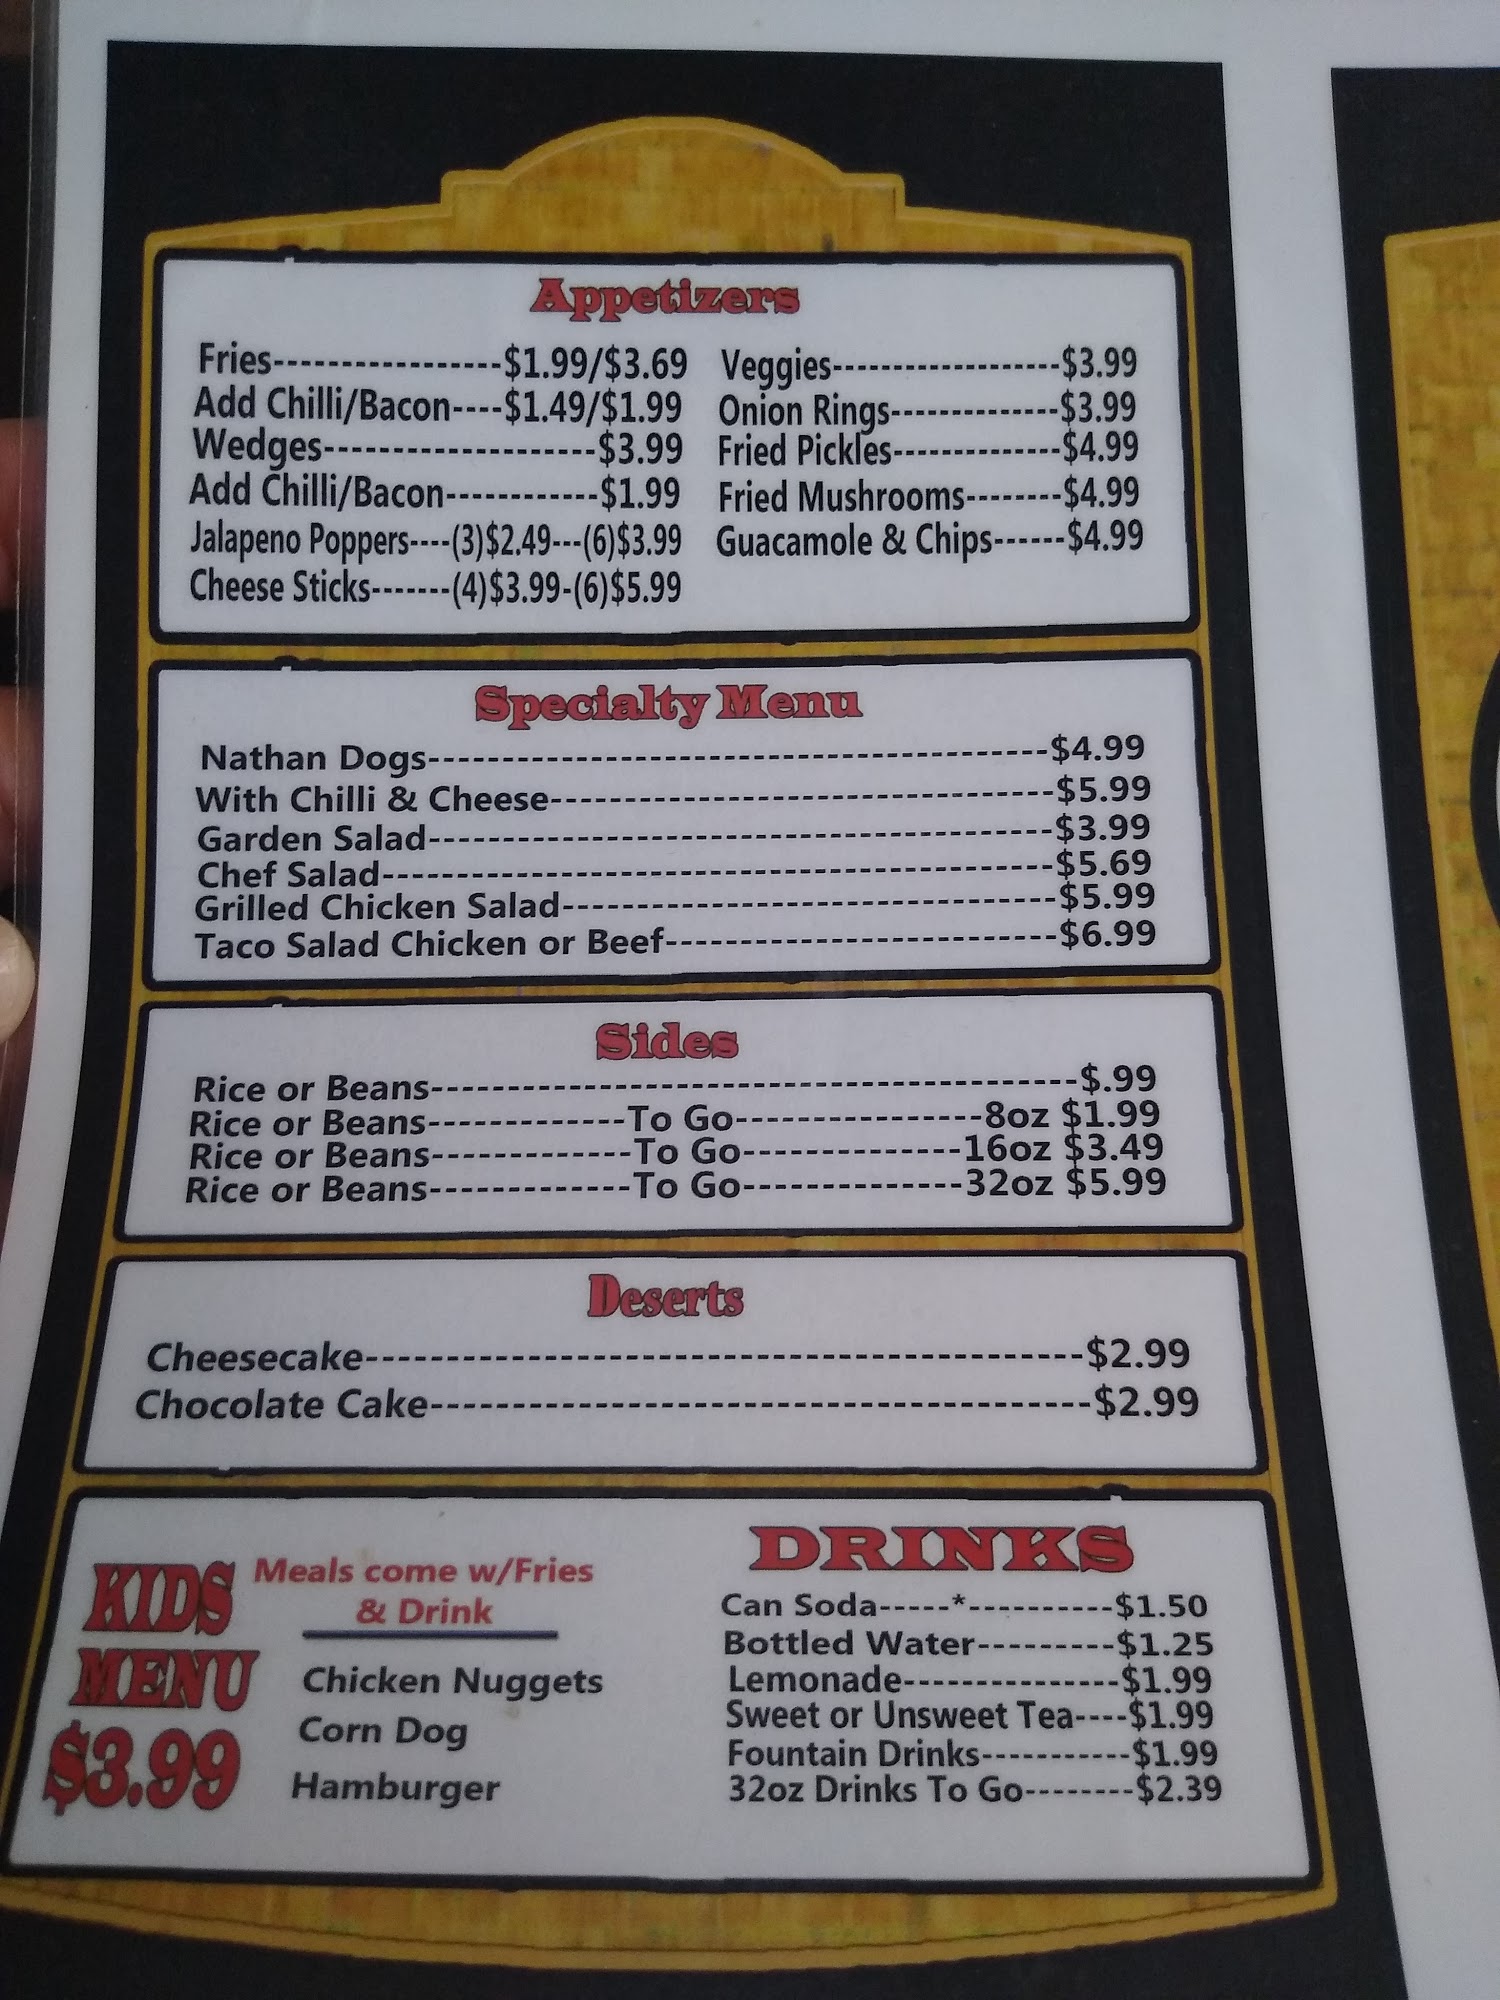 Appetizers
Fries-----------------$1.99/$3.69
Add Chilli/Bacon----$1.49/$1.99
Wedges--------------------$3.99
Add Chilli/Bacon------------$1.99
Jalapeno Poppers----(3)$2.49---(6)$3.99
Cheese Sticks-------(4)$3.99-(6)$5.99
Veggies------------------$3.99
Onion Rings-------------$3.99
Fried Pickles-------------$4.99
Fried Mushrooms--------$4.99
Guacamole & Chips------$4.99
Specialty Menu
Nathan Dogs------------------------------------------$4.99
With Chilli & Cheese----------------------------------$5.99
Garden Salad------------------------------------------$3.99
Chef Salad---------------------------------------------$5.69
Grilled Chicken Salad---------------------------------$5.99
Taco Salad Chicken or Beef--------------------------$6.99
Sides
Rice or Beans-------------------------------------------$.99
Rice or Beans-------------To Go----------------8oz $1.99
Rice or Beans-------------To Go--------------16oz $3.49
Rice or Beans-------------To Go--------------32oz $5.99
Deserts
Cheesecake--------------------------------------------$2.99
Chocolate Cake-----------------------------------------$2.99
KIDS
MENU
$3.99
Meals come w/Fries
& Drink
Chicken Nuggets
Corn Dog
Hamburger
DRINKS
Can Soda-----*----------$1.50
Bottled Water---------$1.25
Lemonade---------------$1.99
Sweet or Unsweet Tea----$1.99
Fountain Drinks-----------$1.99
32oz Drinks To Go--------$2.39